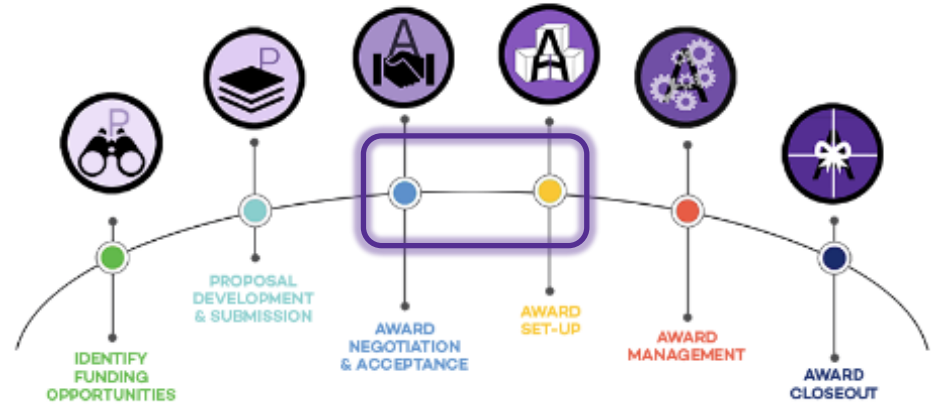 P
P
A
A
A
A
IDENTIFY
FUNDING
OPPORTUNITIES
PROPOSAL
DEVELOPMENT
& SUBMISSION
AWARD
NEGOTIATION
& ACCEPTANCE
AWARD
SET-UP
AWARD
MANAGEMENT
AWARD
CLOSEOUT